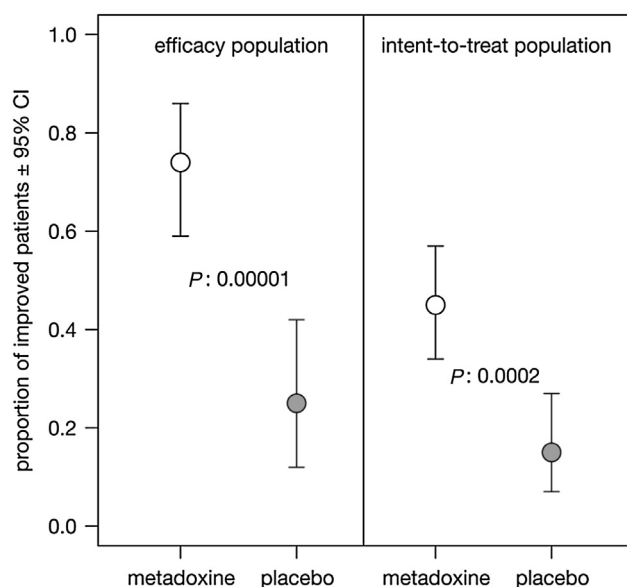 proportion of improved patients ± 95% CI
1.0
0.8
0.6
0.4
0.2
0.0
efficacy population
P: 0.00001
metadoxine
placebo
intent-to-treat population
P: 0.0002
metadoxine
placebo